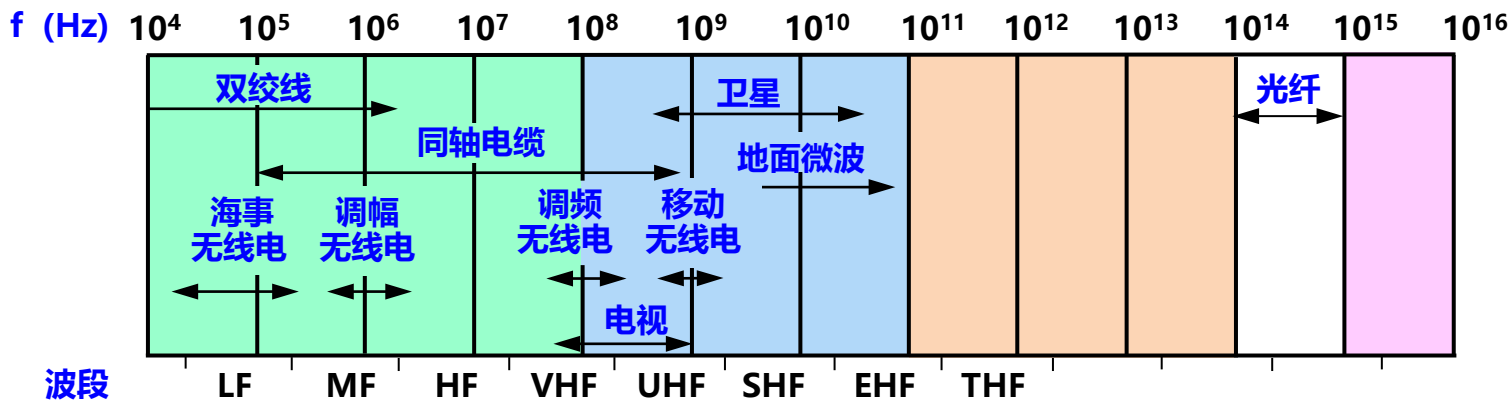 f (Hz) 10⁴ 10⁵ 10⁶ 10⁷ 10⁸ 10⁹ 10¹⁰ 10¹¹ 10¹² 10¹³ 10¹⁴ 10¹⁵ 10¹⁶
双绞线 卫星 光纤
同轴电缆 地面微波
海事 调幅 调频 移动
无线电 无线电 无线电 无线电
电视
波段 LF MF HF VHF UHF SHF EHF THF